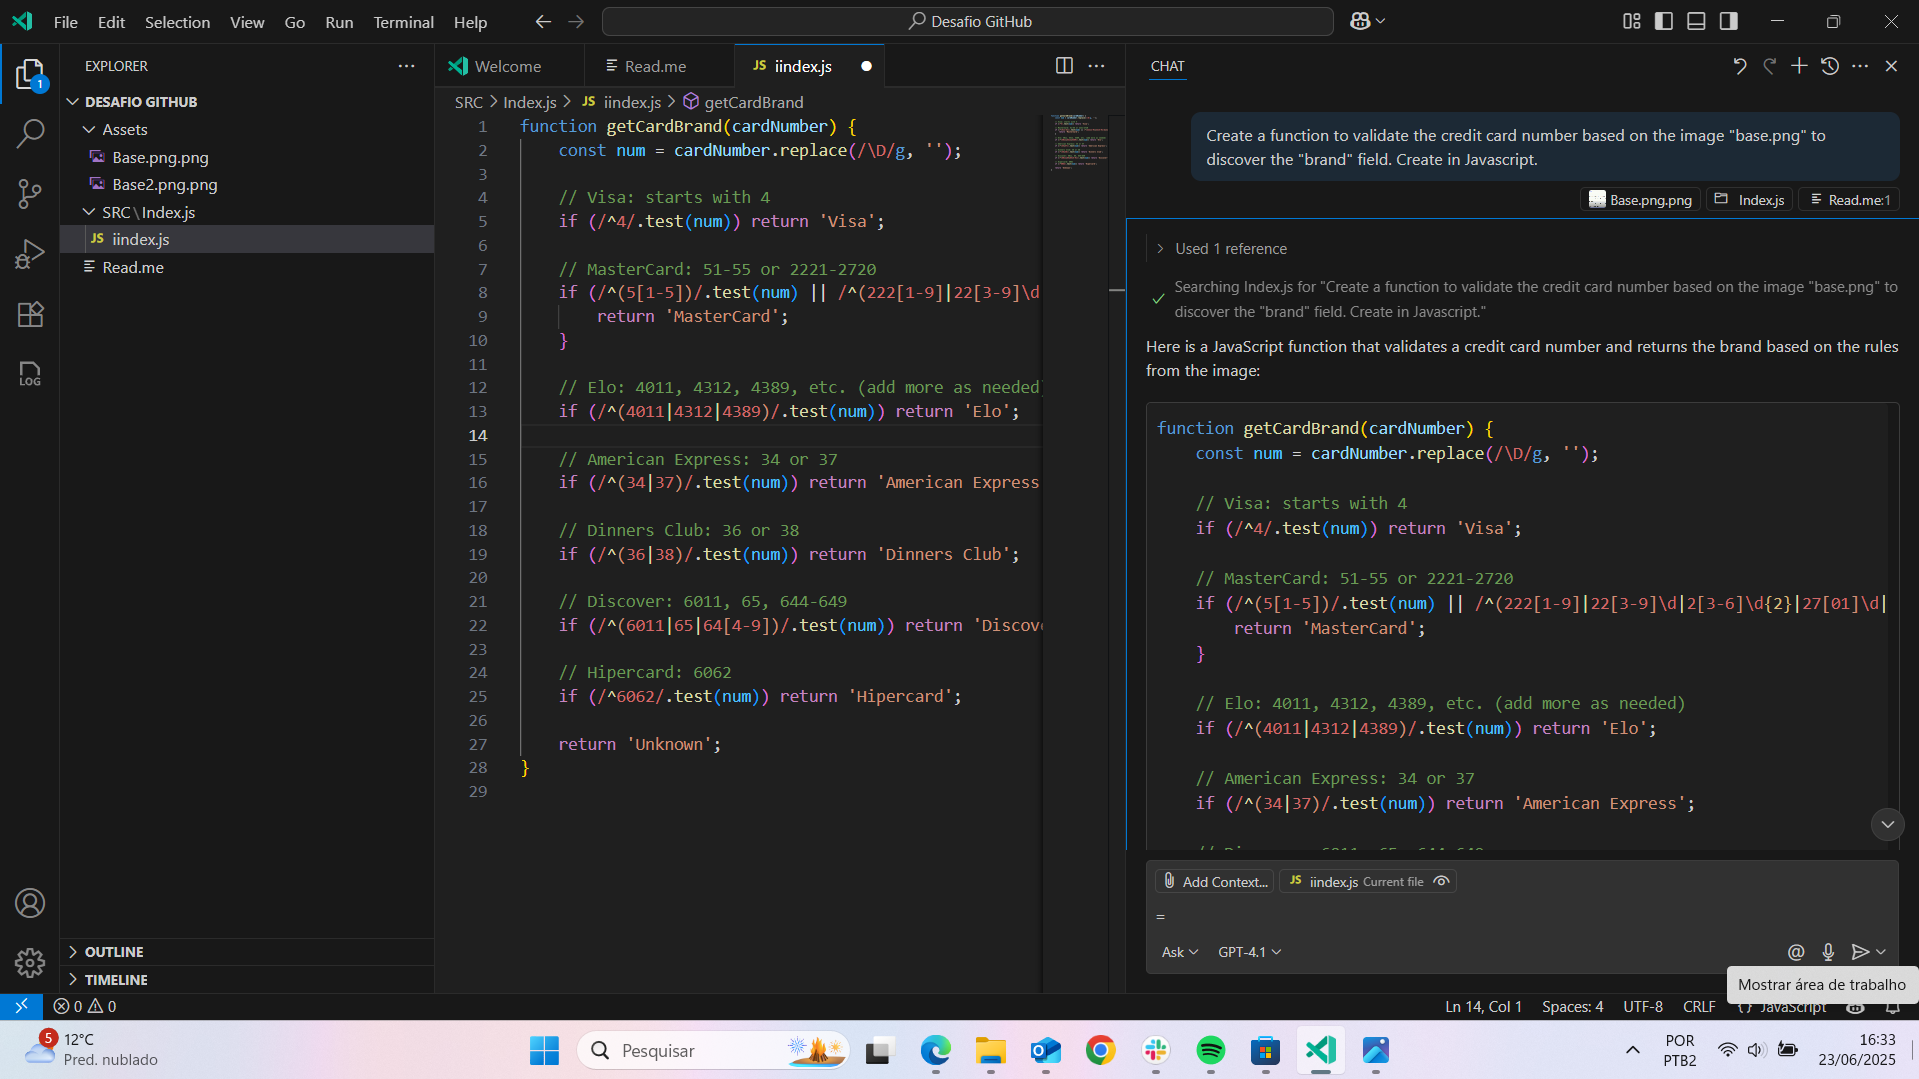 File Edit Selection View Go Run Terminal Help
Desafio GitHub
EXPLORER
DESAFIO GITHUB
Assets
Base.png.png
Base2.png.png
SRC\Index.js
JS iindex.js
Read.me
OUTLINE
TIMELINE
1
LOG
Welcome
Read.me
JS iindex.js
SRC > Index.js > JS iindex.js > getCardBrand
1 function getCardBrand(cardNumber) {
2 const num = cardNumber.replace(/\D/g, '');
3
4 // Visa: starts with 4
5 if (/^4/.test(num)) return 'Visa';
6
7 // MasterCard: 51-55 or 2221-2720
8 if (/^(5[1-5])/.test(num) || /^(222[1-9]|22[3-9]\d
9 return 'MasterCard';
10 }
11
12 // Elo: 4011, 4312, 4389, etc. (add more as needed)
13 if (/^(4011|4312|4389)/.test(num)) return 'Elo';
14
15 // American Express: 34 or 37
16 if (/^(34|37)/.test(num)) return 'American Express
17
18 // Dinners Club: 36 or 38
19 if (/^(36|38)/.test(num)) return 'Dinners Club';
20
21 // Discover: 6011, 65, 644-649
22 if (/^(6011|65|64[4-9])/.test(num)) return 'Discove
23
24 // Hipercard: 6062
25 if (/^6062/.test(num)) return 'Hipercard';
26
27 return 'Unknown';
28 }
29
CHAT
Create a function to validate the credit card number based on the image "base.png" to
discover the "brand" field. Create in Javascript.
Base.png.png Index.js Read.me:1
Used 1 reference
Searching Index.js for "Create a function to validate the credit card number based on the image "base.png" to
discover the "brand" field. Create in Javascript."
Here is a JavaScript function that validates a credit card number and returns the brand based on the rules
from the image:
function getCardBrand(cardNumber) {
const num = cardNumber.replace(/\D/g, '');
// Visa: starts with 4
if (/^4/.test(num)) return 'Visa';
// MasterCard: 51-55 or 2221-2720
if (/^(5[1-5])/.test(num) || /^(222[1-9]|22[3-9]\d|2[3-6]\d{2}|27[01]\d|
return 'MasterCard';
}
// Elo: 4011, 4312, 4389, etc. (add more as needed)
if (/^(4011|4312|4389)/.test(num)) return 'Elo';
// American Express: 34 or 37
if (/^(34|37)/.test(num)) return 'American Express';
Add Context... JS iindex.js Current file
=
Ask GPT-4.1
Mostrar área de trabalho
0 0
Ln 14, Col 1 Spaces: 4 UTF-8 CRLF {} JavaScript
5
12°C
Pred. nublado
Pesquisar
POR
PTB2
16:33
23/06/2025